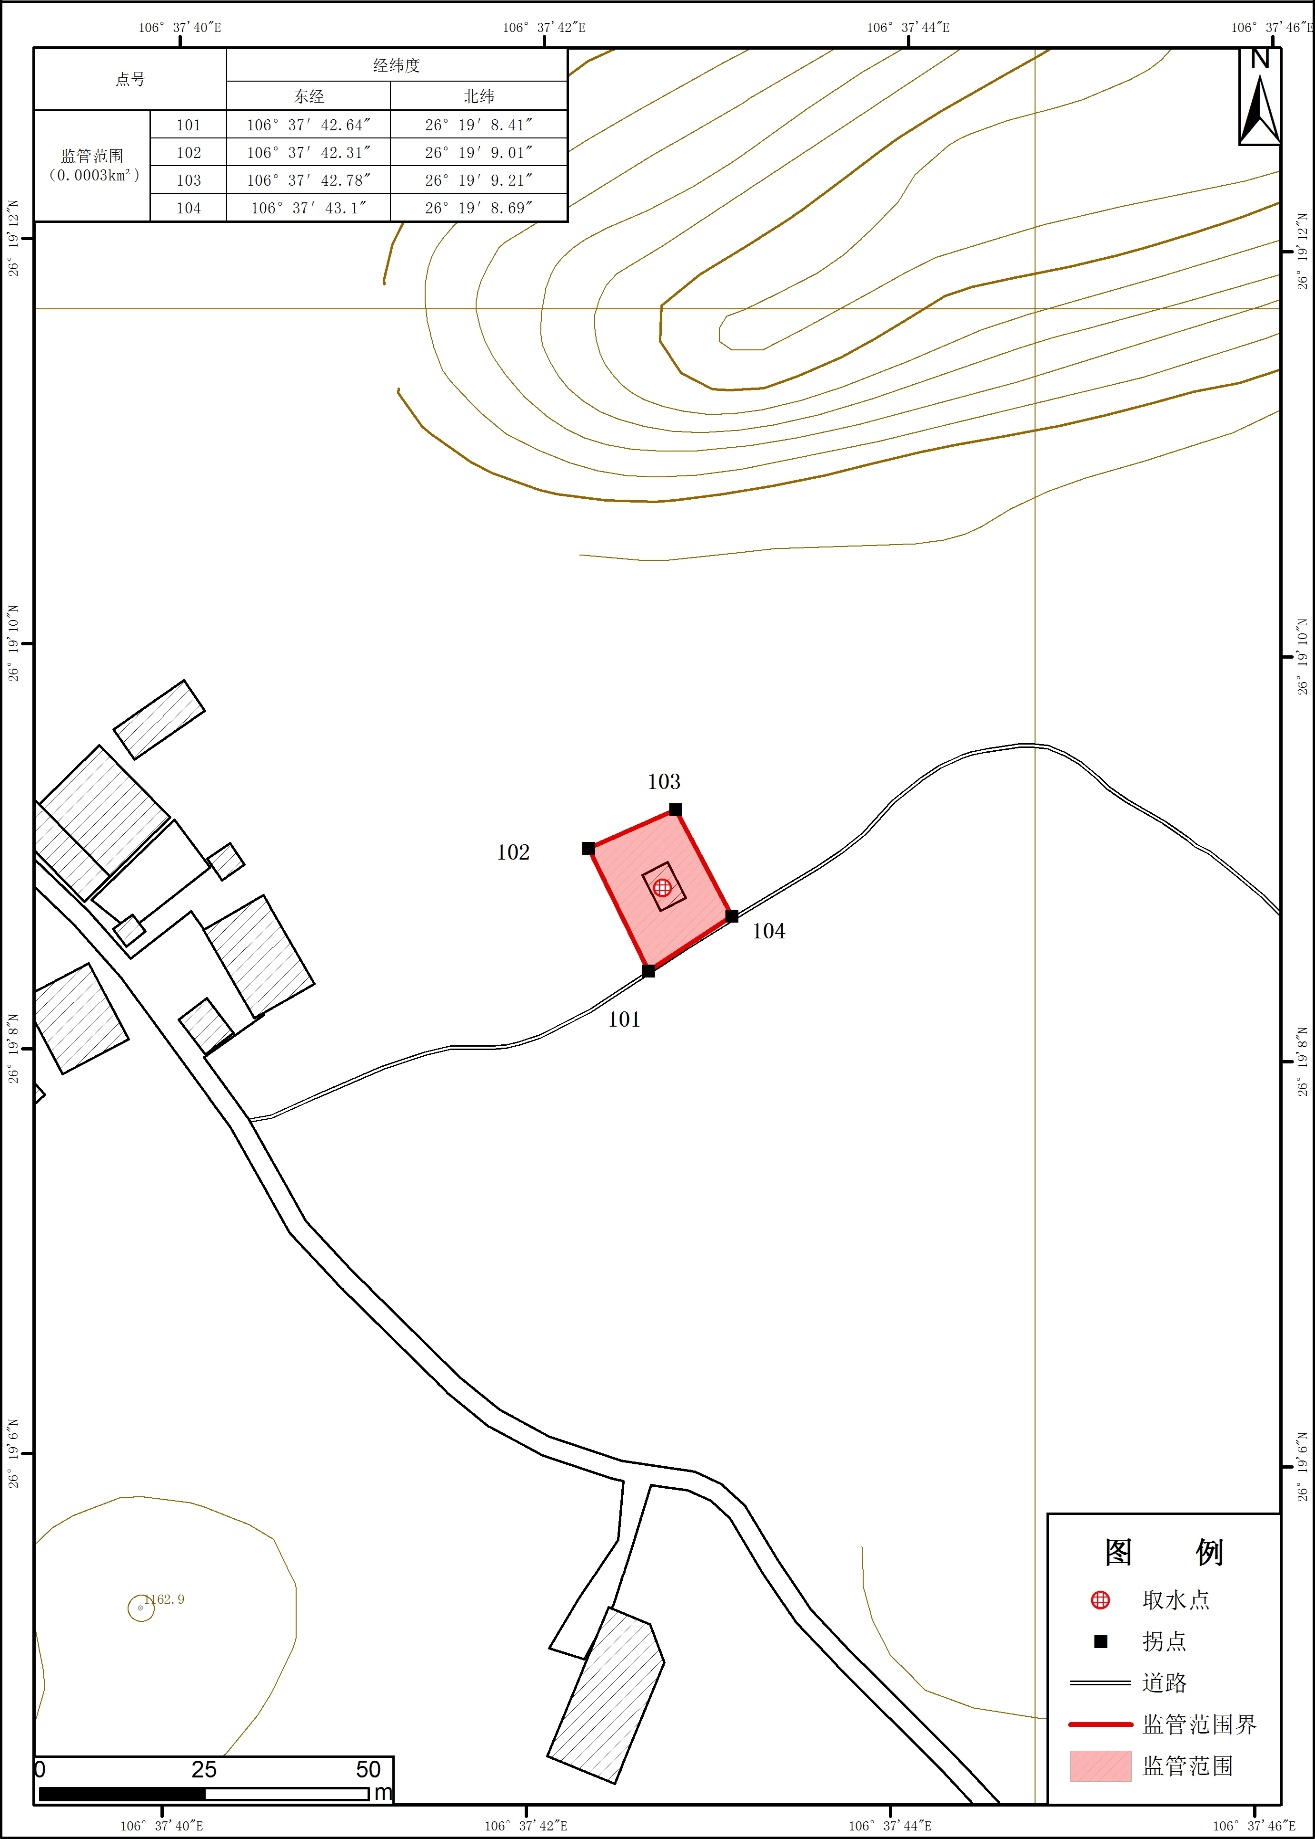 106° 37′40″E 106° 37′42″E 106° 37′44″E 106° 37′46″E
N
点号 经纬度
东经 北纬
监管范围
(0.0003km²)
101 106° 37′ 42.64″ 26° 19′ 8.41″
102 106° 37′ 42.31″ 26° 19′ 9.01″
103 106° 37′ 42.78″ 26° 19′ 9.21″
104 106° 37′ 43.1″ 26° 19′ 8.69″
26° 19′12″N 26° 19′12″N
26° 19′10″N 26° 19′10″N
103
102
104
101
26° 19′8″N 26° 19′8″N
26° 19′6″N 26° 19′6″N
1162.9
图 例
取水点
拐点
道路
监管范围界
监管范围
0 25 50
m
106° 37′40″E 106° 37′42″E 106° 37′44″E 106° 37′46″E